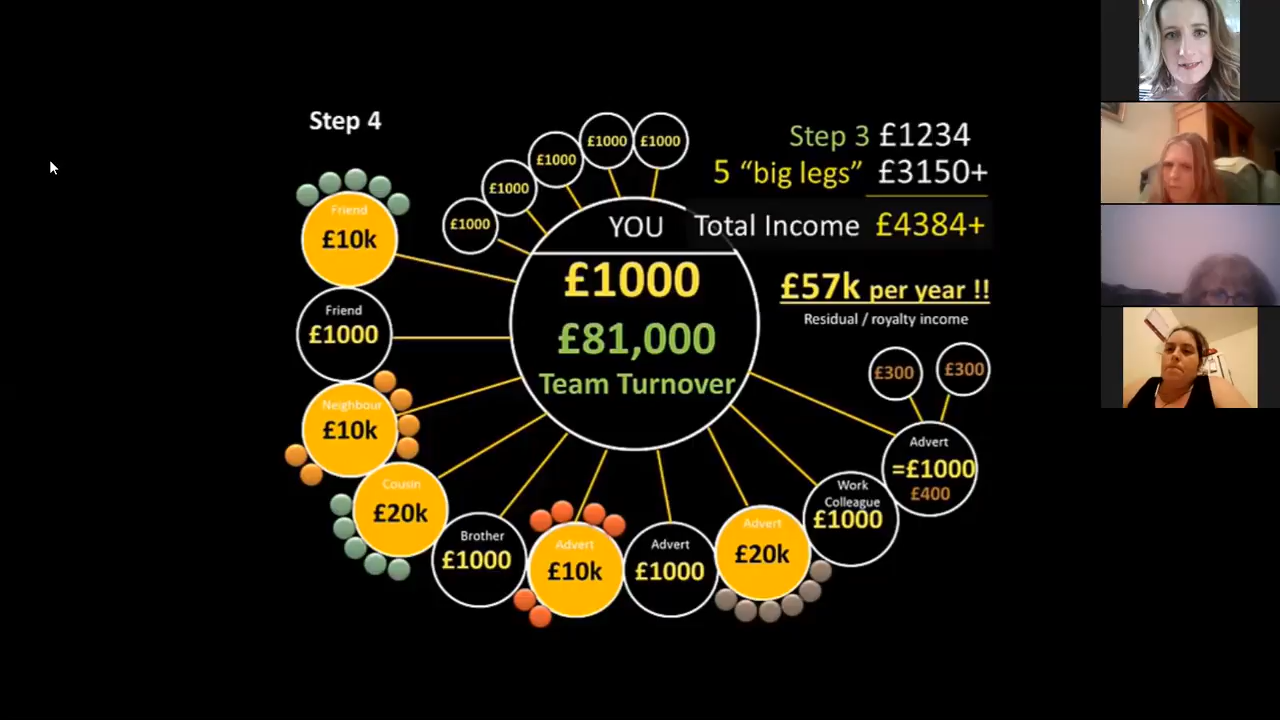 Step 4
£1000
£1000
£1000
£1000
£1000
Step 3 £1234
5 “big legs” £3150+
Total Income £4384+
£57k per year !!
Residual / royalty income
YOU
£1000
£81,000
Team Turnover
Friend
£10k
Friend
£1000
Neighbour
£10k
Cousin
£20k
Brother
£1000
Advert
£10k
Advert
£1000
Advert
£20k
Work
Colleague
£1000
Advert
=£1000
£400
£300
£300